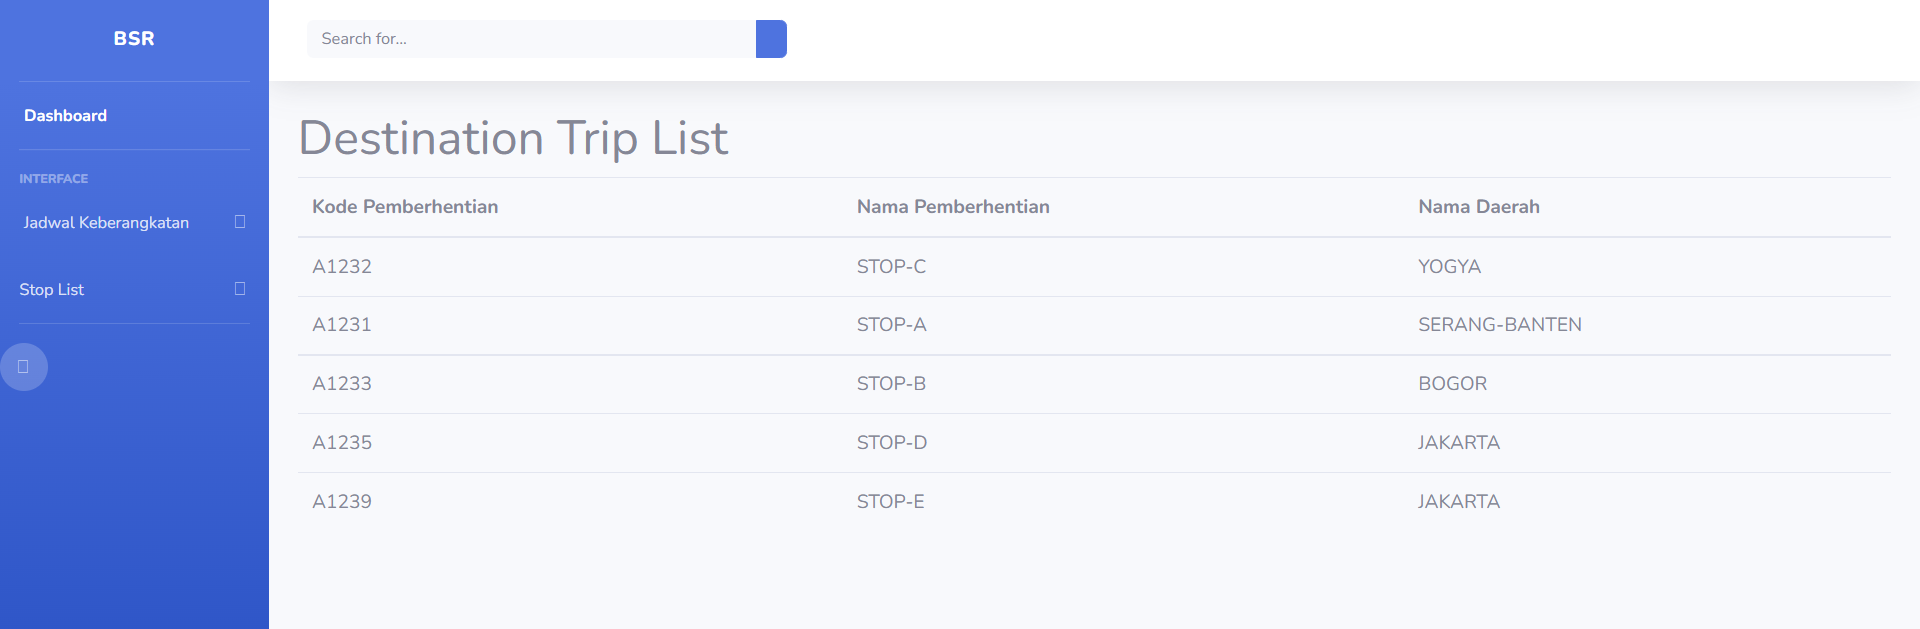 BSR
Search for...
Dashboard
INTERFACE
Jadwal Keberangkatan
Stop List
Destination Trip List
Kode Pemberhentian Nama Pemberhentian Nama Daerah
A1232 STOP-C YOGYA
A1231 STOP-A SERANG-BANTEN
A1233 STOP-B BOGOR
A1235 STOP-D JAKARTA
A1239 STOP-E JAKARTA